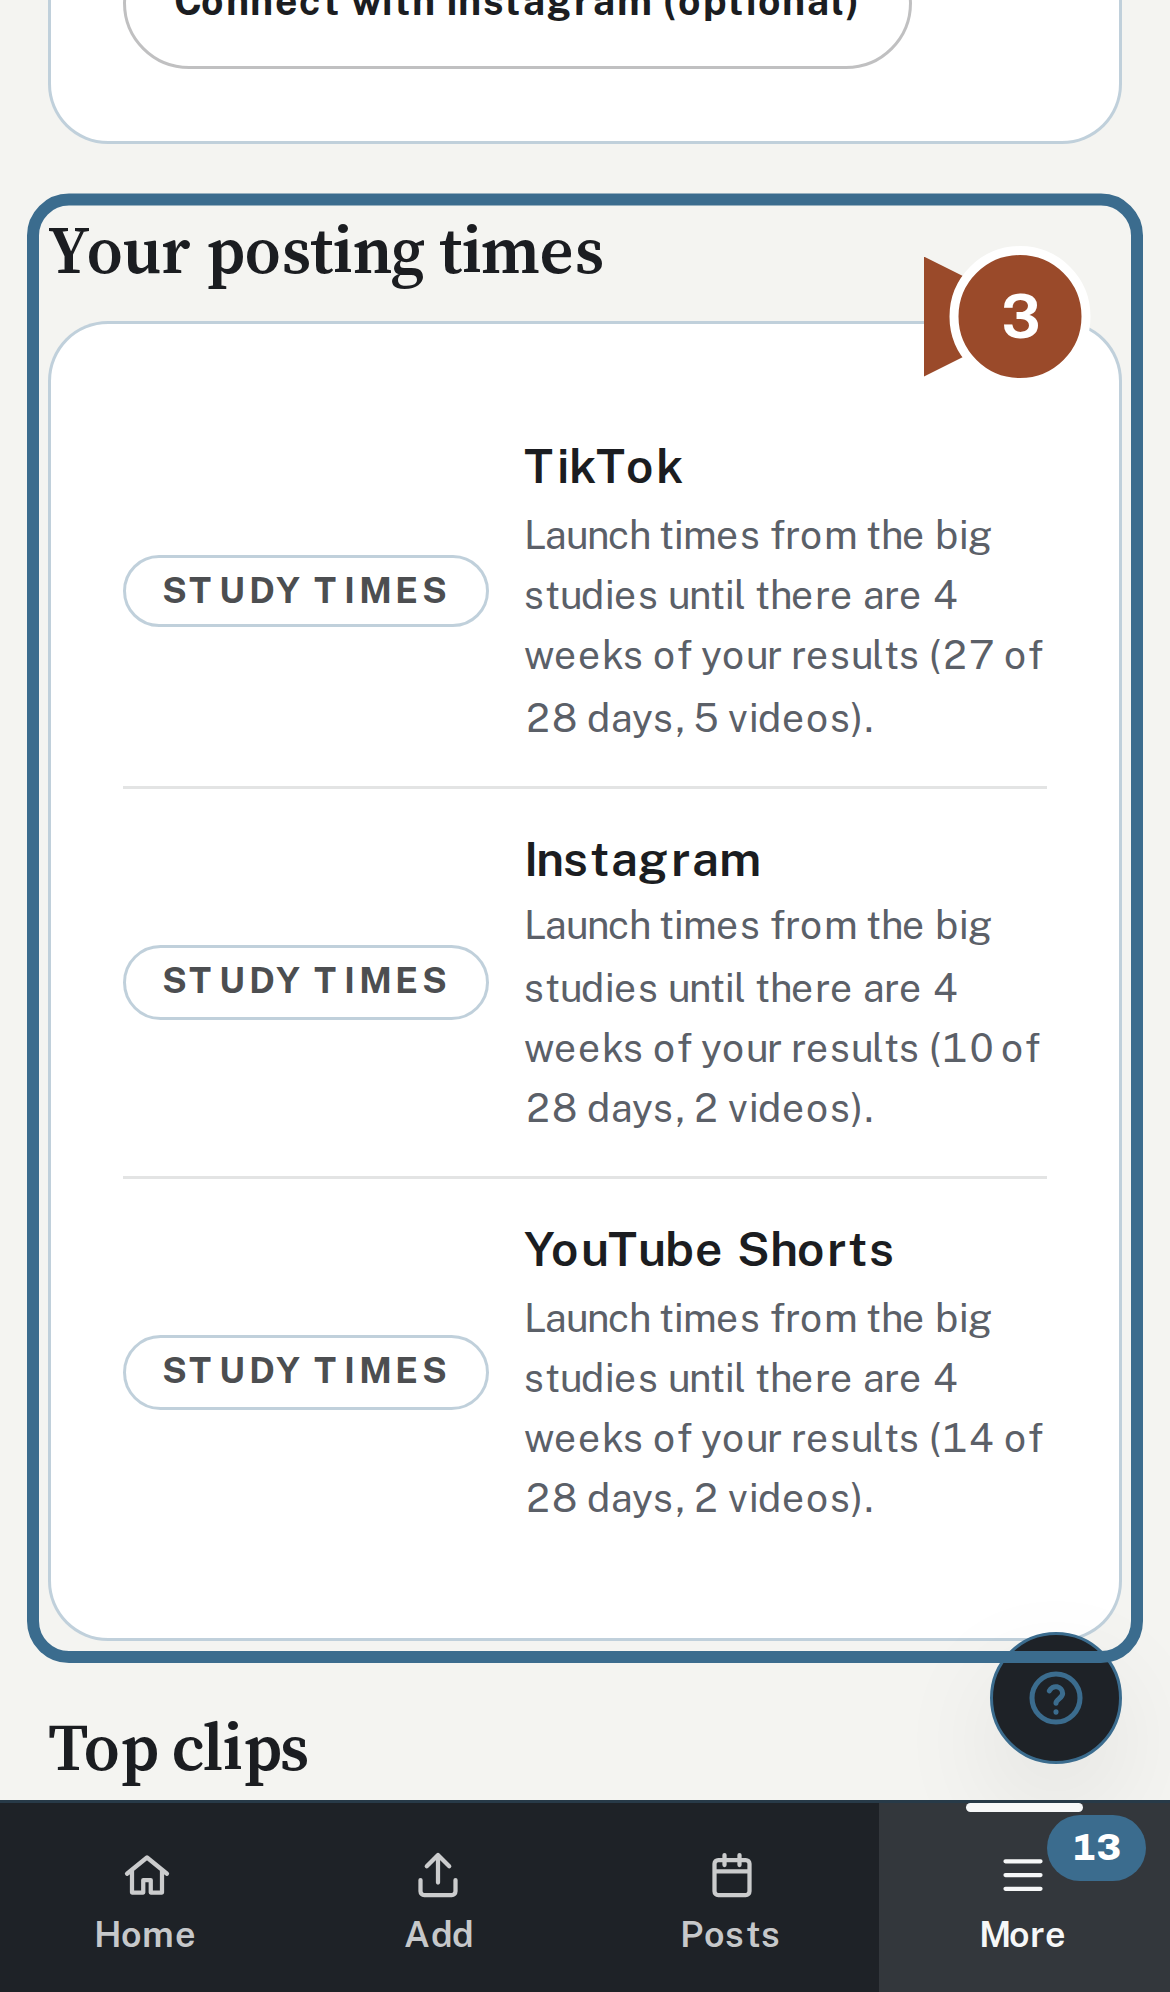 Connect with Instagram (optional)
Your posting times
3
TikTok
STUDY TIMES
Launch times from the big
studies until there are 4
weeks of your results (27 of
28 days, 5 videos).
Instagram
STUDY TIMES
Launch times from the big
studies until there are 4
weeks of your results (10 of
28 days, 2 videos).
YouTube Shorts
STUDY TIMES
Launch times from the big
studies until there are 4
weeks of your results (14 of
28 days, 2 videos).
?
Top clips
13
Home
Add
Posts
More